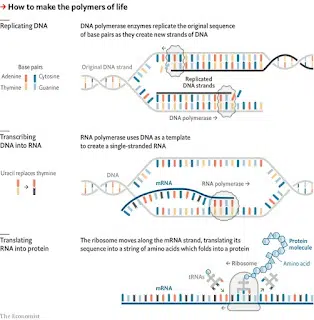 → How to make the polymers of life
Replicating DNA
DNA polymerase enzymes replicate the original sequence
of base pairs as they create new strands of DNA
Base pairs
Adenine
Cytosine
Thymine
Guanine
Original DNA strand
Replicated
DNA strands
DNA polymerase →
Transcribing
DNA into RNA
RNA polymerase uses DNA as a template
to create a single-stranded RNA
Uracil replaces thymine
DNA
mRNA
RNA polymerase →
Translating
RNA into protein
The ribosome moves along the mRNA strand, translating its
sequence into a string of amino acids which folds into a protein
Protein
molecule
← Ribosome
Amino acid
tRNAs
mRNA
The Economist